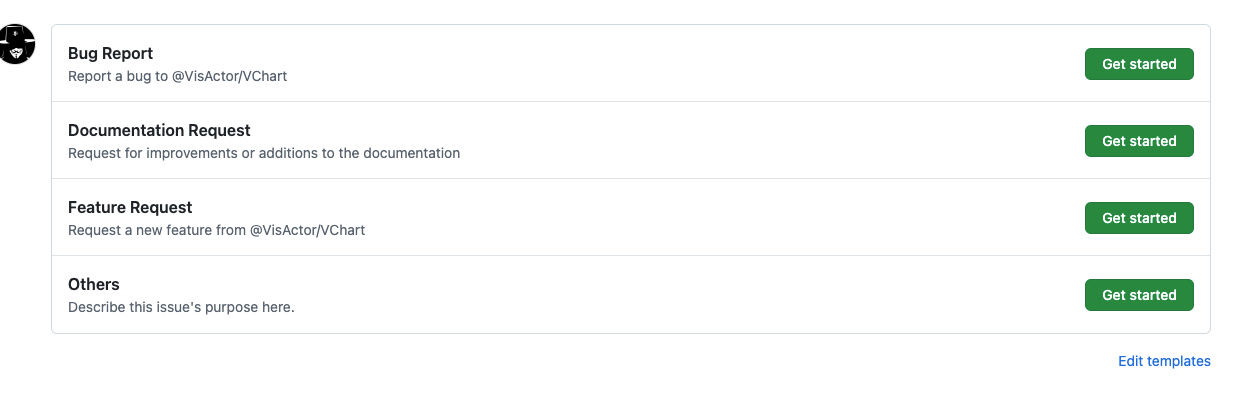 Bug Report
Report a bug to @VisActor/VChart
Get started
Documentation Request
Request for improvements or additions to the documentation
Get started
Feature Request
Request a new feature from @VisActor/VChart
Get started
Others
Describe this issue's purpose here.
Get started
Edit templates